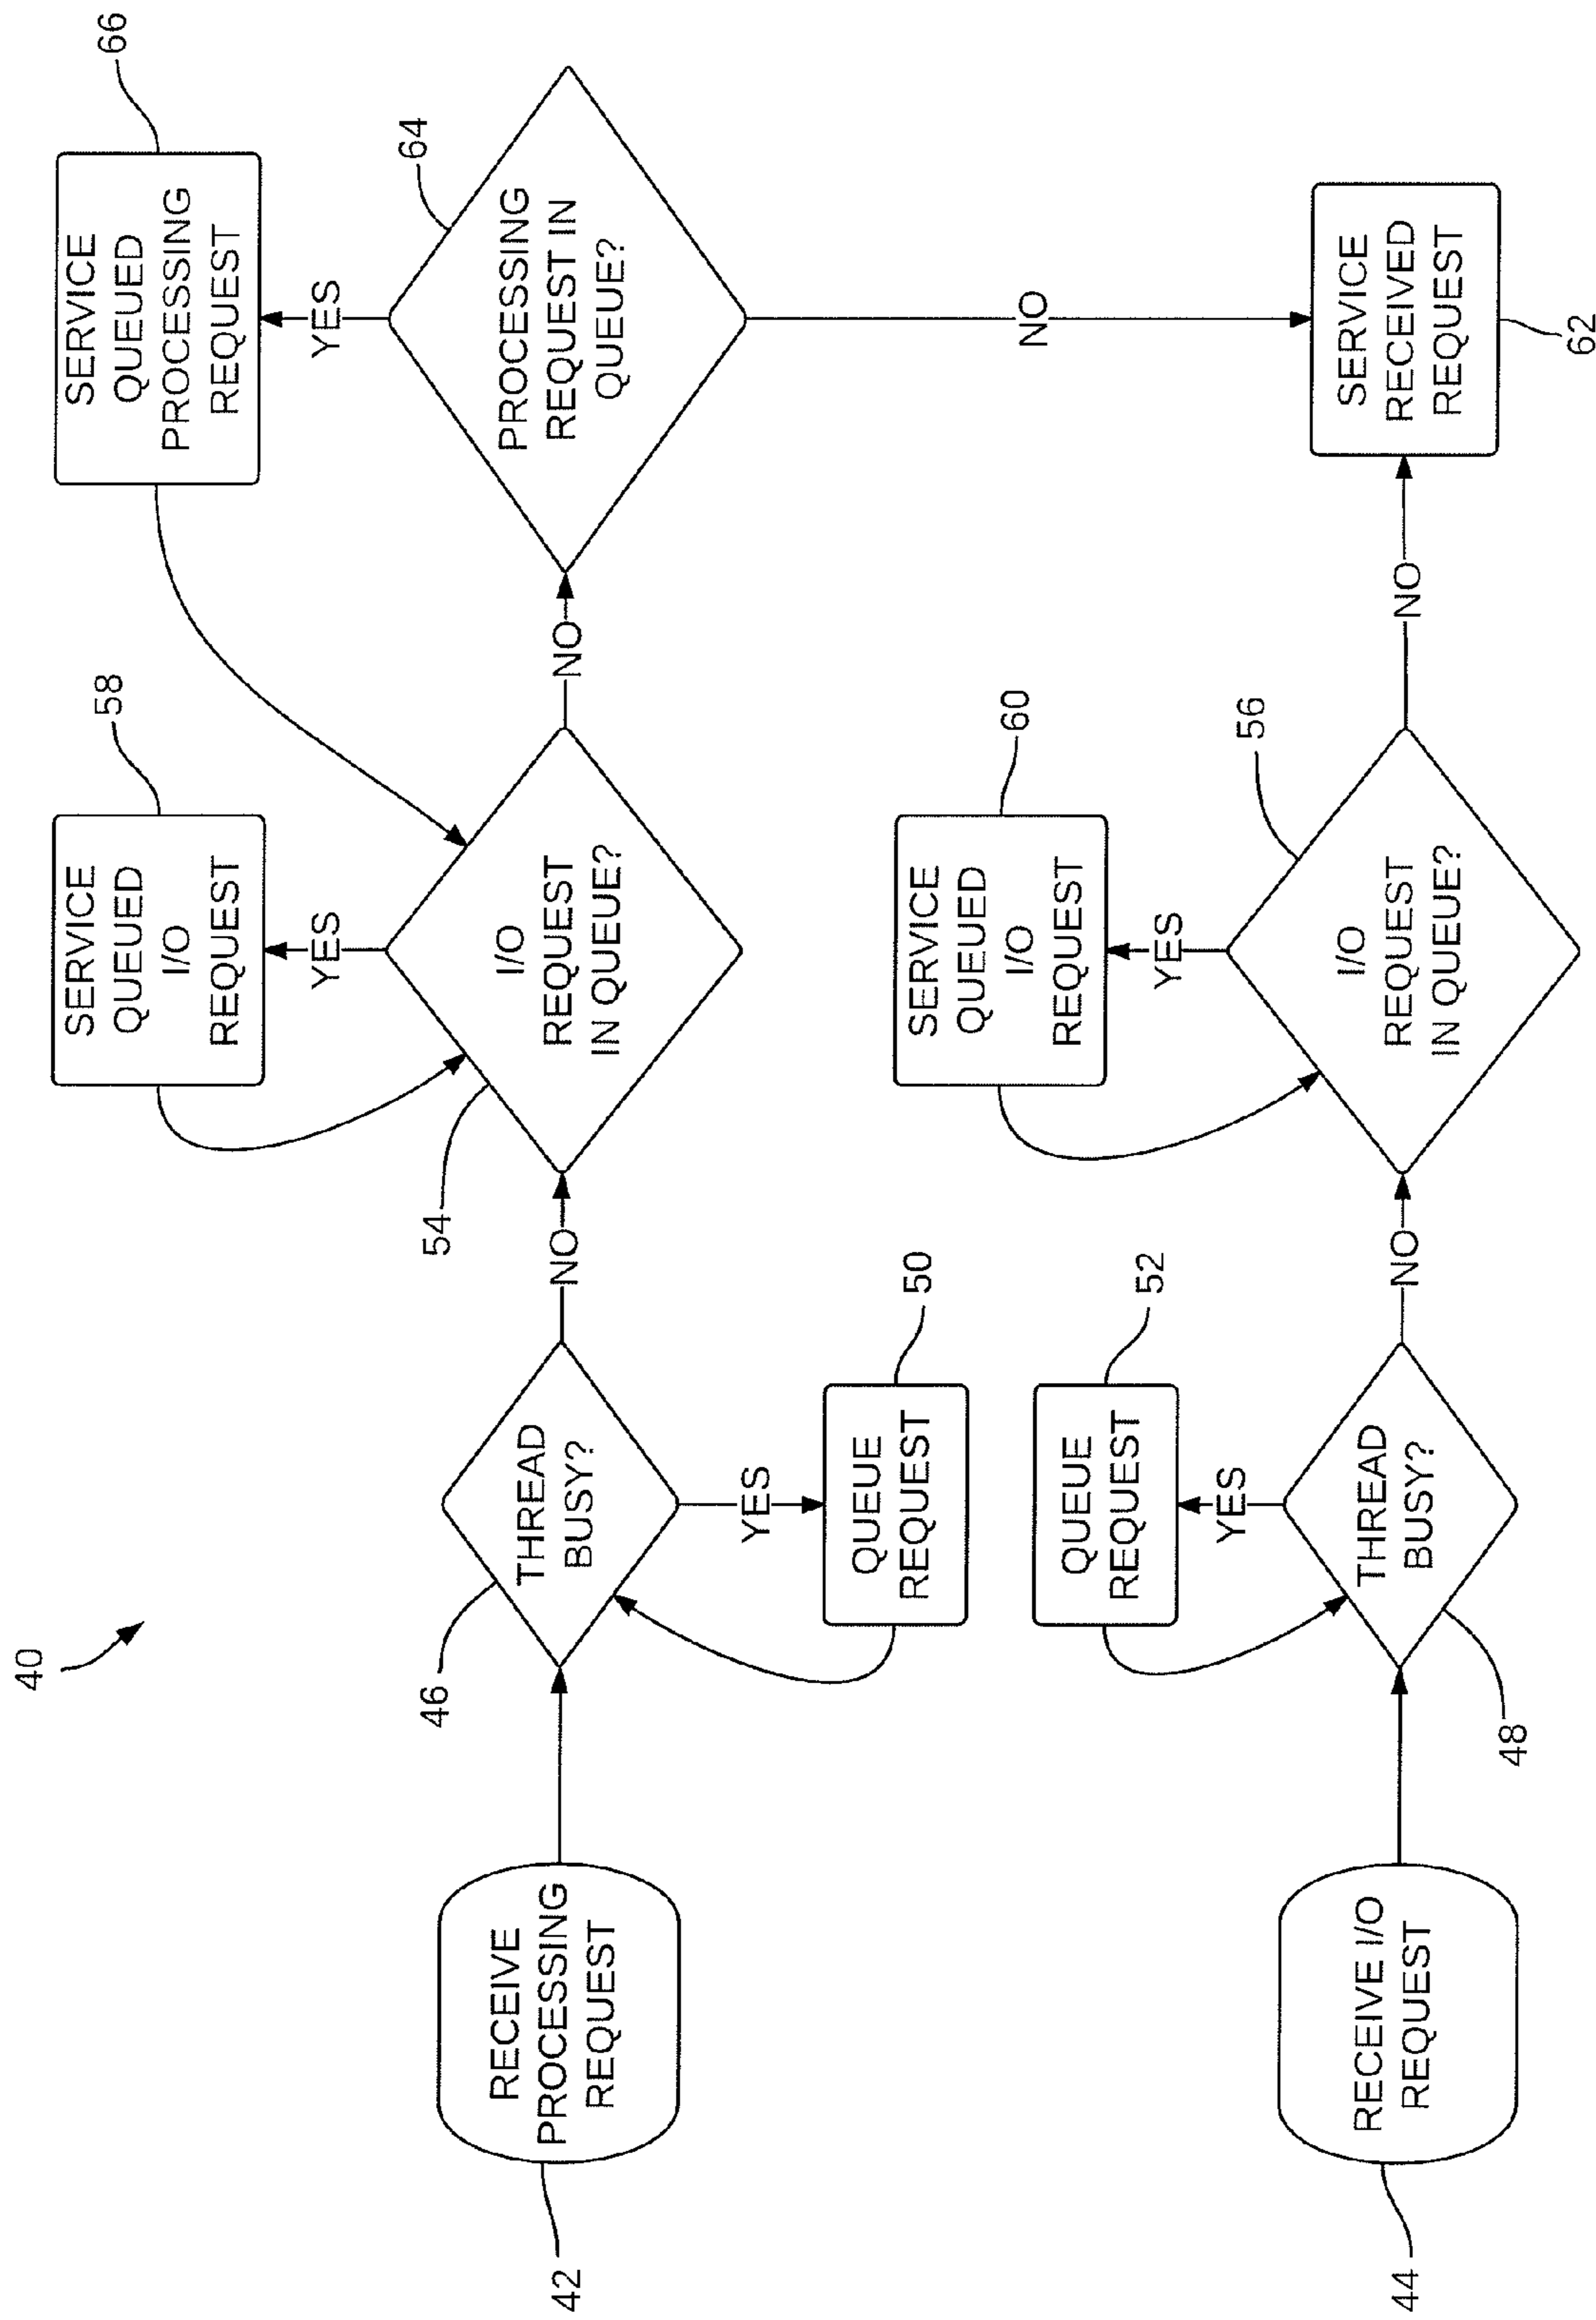 40
42
RECEIVE
PROCESSING
REQUEST
46
THREAD
BUSY?
YES
QUEUE
REQUEST
50
NO
54
I/O
REQUEST
IN QUEUE?
YES
SERVICE
QUEUED
I/O
REQUEST
58
NO
64
PROCESSING
REQUEST IN
QUEUE?
YES
SERVICE
QUEUED
PROCESSING
REQUEST
66
NO
44
RECEIVE I/O
REQUEST
48
THREAD
BUSY?
YES
QUEUE
REQUEST
52
NO
56
I/O
REQUEST
IN QUEUE?
YES
SERVICE
QUEUED
I/O
REQUEST
60
NO
SERVICE
RECEIVED
REQUEST
62